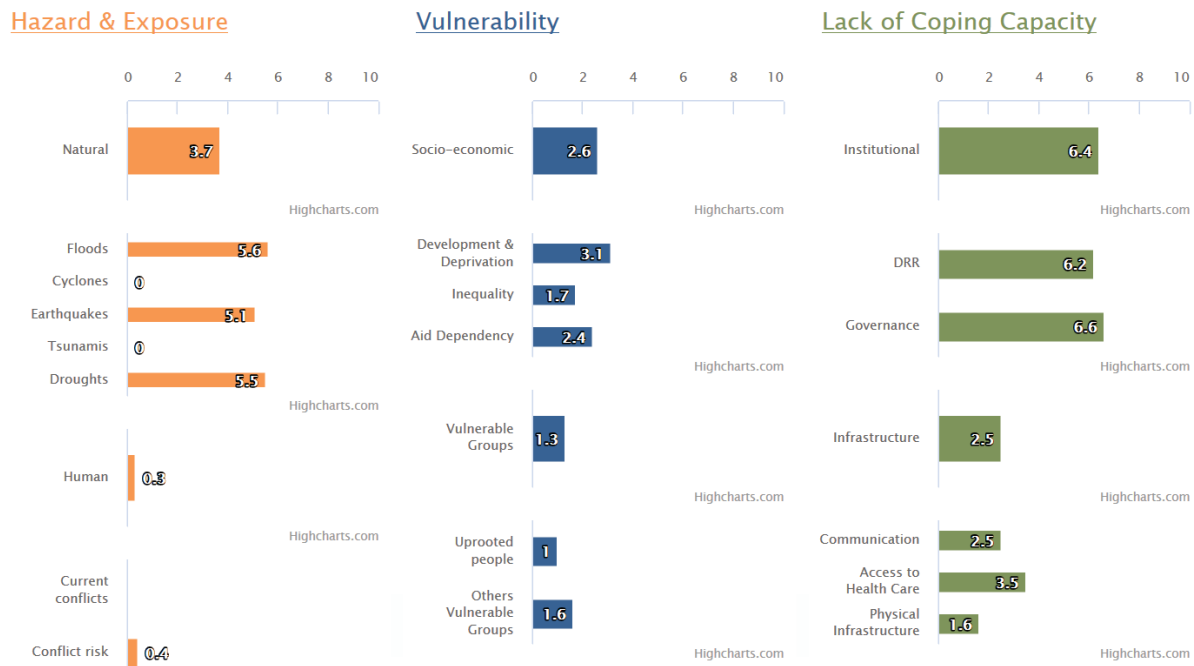 Hazard & Exposure
0 2 4 6 8 10
Natural
3.7
Highcharts.com
Floods
5.6
Cyclones
0
Earthquakes
5.1
Tsunamis
0
Droughts
5.5
Highcharts.com
Human
0.3
Highcharts.com
Current
conflicts
Conflict risk
0.4
Vulnerability
0 2 4 6 8 10
Socio-economic
2.6
Highcharts.com
Development &
Deprivation
3.1
Inequality
1.7
Aid Dependency
2.4
Highcharts.com
Vulnerable
Groups
1.3
Highcharts.com
Uprooted
people
1
Others
Vulnerable
Groups
1.6
Highcharts.com
Lack of Coping Capacity
0 2 4 6 8 10
Institutional
6.4
Highcharts.com
DRR
6.2
Governance
6.6
Highcharts.com
Infrastructure
2.5
Highcharts.com
Communication
2.5
Access to
Health Care
3.5
Physical
Infrastructure
1.6
Highcharts.com